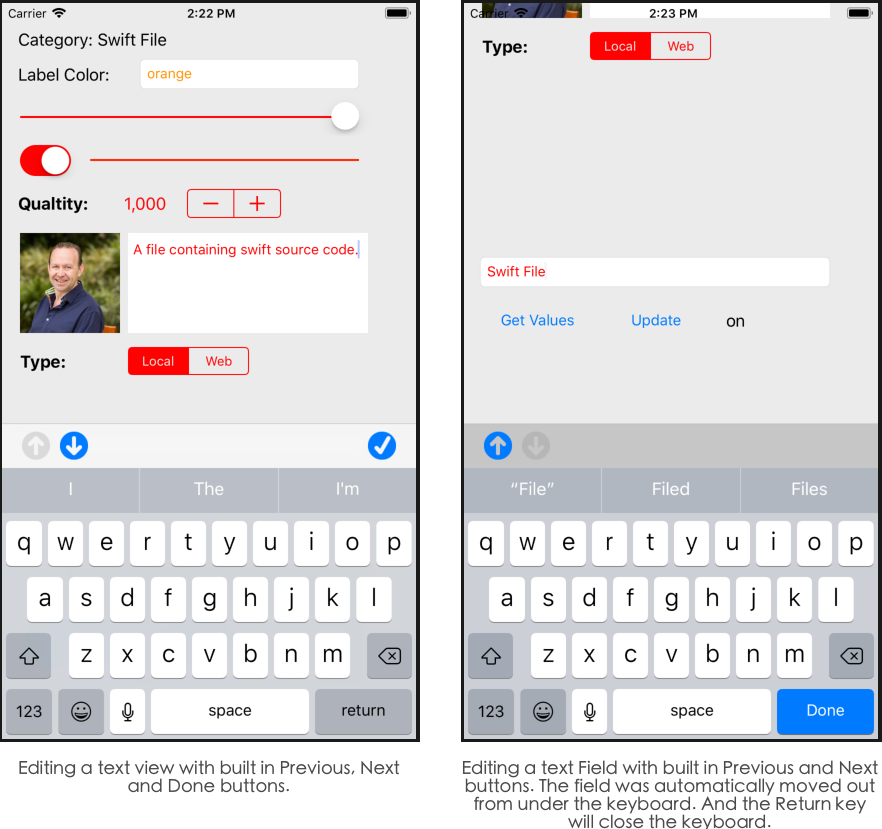 Carrier 2:22 PM
Category: Swift File
Label Color: orange
Qualtity: 1,000 − +
A file containing swift source code.
Type: Local Web
I The I'm
q w e r t y u i o p
a s d f g h j k l
z x c v b n m
123 space return
Editing a text view with built in Previous, Next
and Done buttons.
Carrier 2:23 PM
Type: Local Web
Swift File
Get Values Update on
“File” Filed Files
q w e r t y u i o p
a s d f g h j k l
z x c v b n m
123 space Done
Editing a text Field with built in Previous and Next
buttons. The field was automatically moved out
from under the keyboard. And the Return key
will close the keyboard.